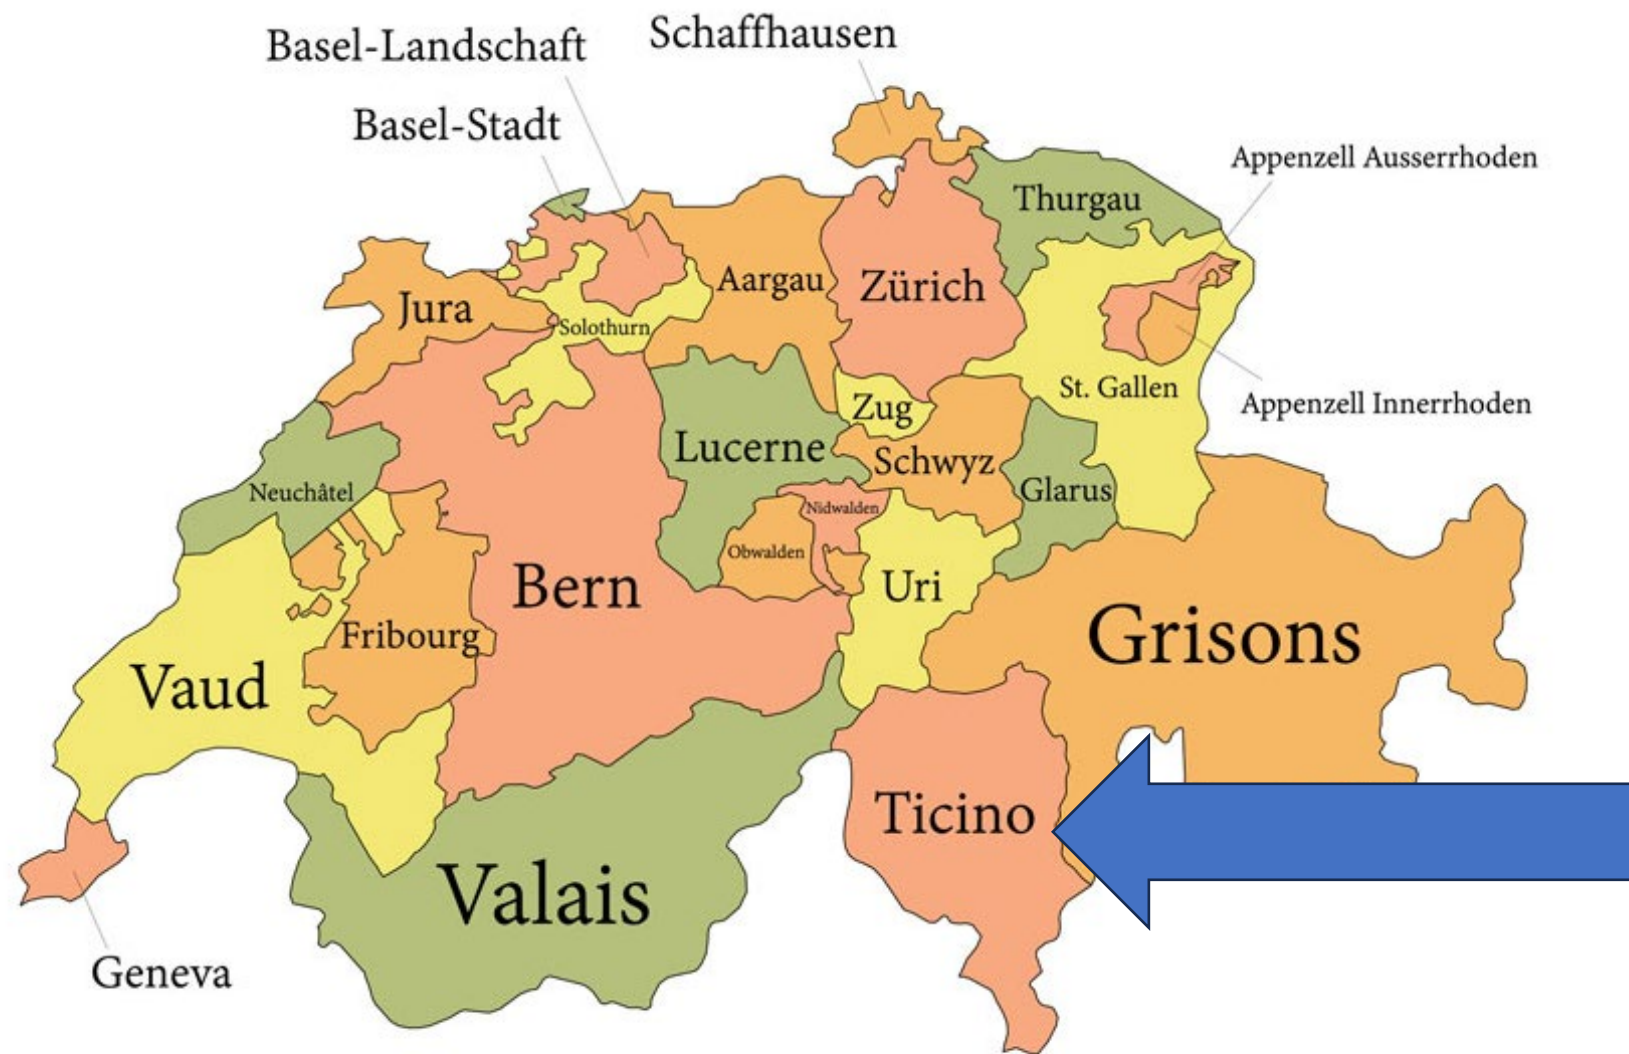 Schaffhausen
Basel-Landschaft
Basel-Stadt
Appenzell Ausserrhoden
Thurgau
Aargau
Zürich
Jura
Solothurn
St. Gallen
Appenzell Innerrhoden
Zug
Lucerne
Schwyz
Neuchâtel
Glarus
Nidwalden
Obwalden
Bern
Uri
Fribourg
Grisons
Vaud
Ticino
Valais
Geneva